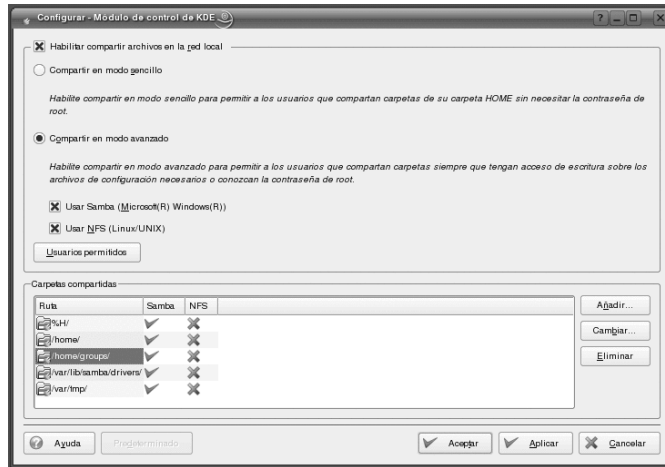 Configurar - Módulo de control de KDE
Habilitar compartir archivos en la red local
Compartir en modo sencillo
Habilite compartir en modo sencillo para permitir a los usuarios que compartan carpetas de su carpeta HOME sin necesitar la contraseña de
root.
Compartir en modo avanzado
Habilite compartir en modo avanzado para permitir a los usuarios que compartan carpetas siempre que tengan acceso de escritura sobre los
archivos de configuración necesarios o conozcan la contraseña de root.
Usar Samba (Microsoft(R) Windows(R))
Usar NFS (Linux/UNIX)
Usuarios permitidos
Carpetas compartidas
Ruta Samba NFS
%H/
/home/
/home/groups/
/var/lib/samba/drivers/
/var/tmp/
Añadir...
Cambiar...
Eliminar
Ayuda Predeterminado Aceptar Aplicar Cancelar